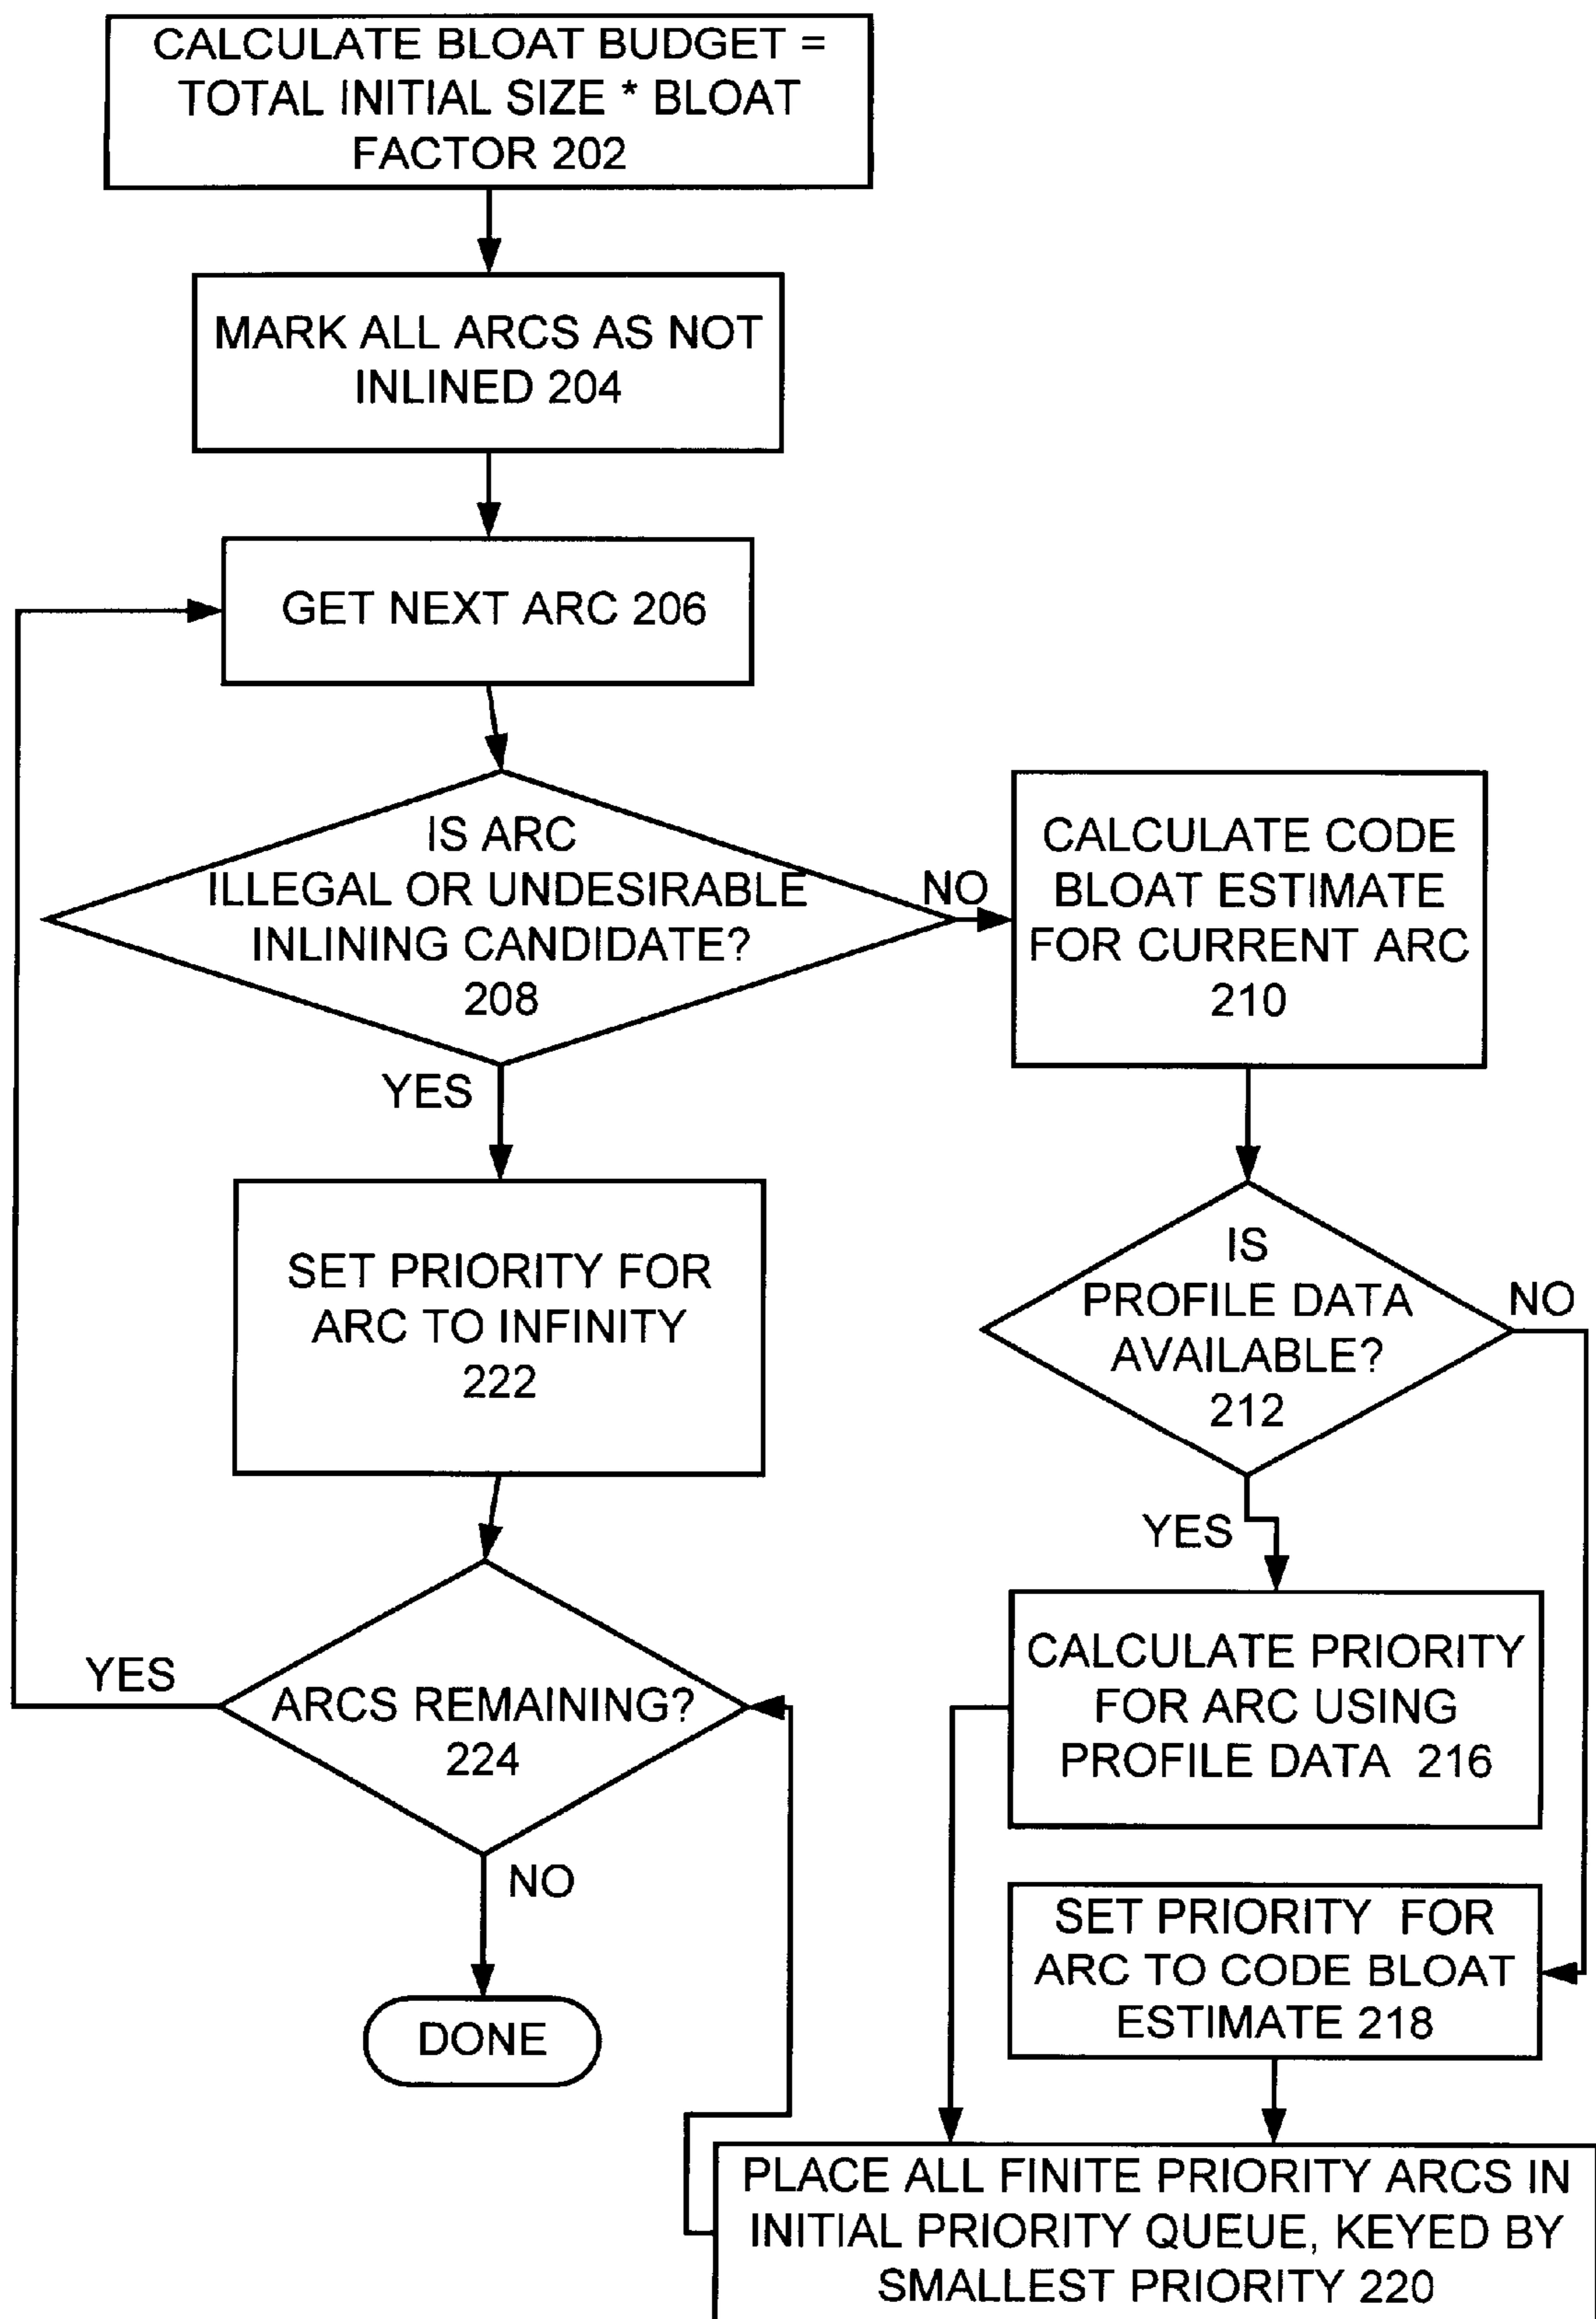 CALCULATE BLOAT BUDGET =
TOTAL INITIAL SIZE * BLOAT
FACTOR 202
MARK ALL ARCS AS NOT
INLINED 204
GET NEXT ARC 206
IS ARC
ILLEGAL OR UNDESIRABLE
INLINING CANDIDATE?
208
NO
YES
CALCULATE CODE
BLOAT ESTIMATE
FOR CURRENT ARC
210
SET PRIORITY FOR
ARC TO INFINITY
222
IS
PROFILE DATA
AVAILABLE?
212
NO
YES
ARCS REMAINING?
224
YES
NO
DONE
CALCULATE PRIORITY
FOR ARC USING
PROFILE DATA 216
SET PRIORITY FOR
ARC TO CODE BLOAT
ESTIMATE 218
PLACE ALL FINITE PRIORITY ARCS IN
INITIAL PRIORITY QUEUE, KEYED BY
SMALLEST PRIORITY 220